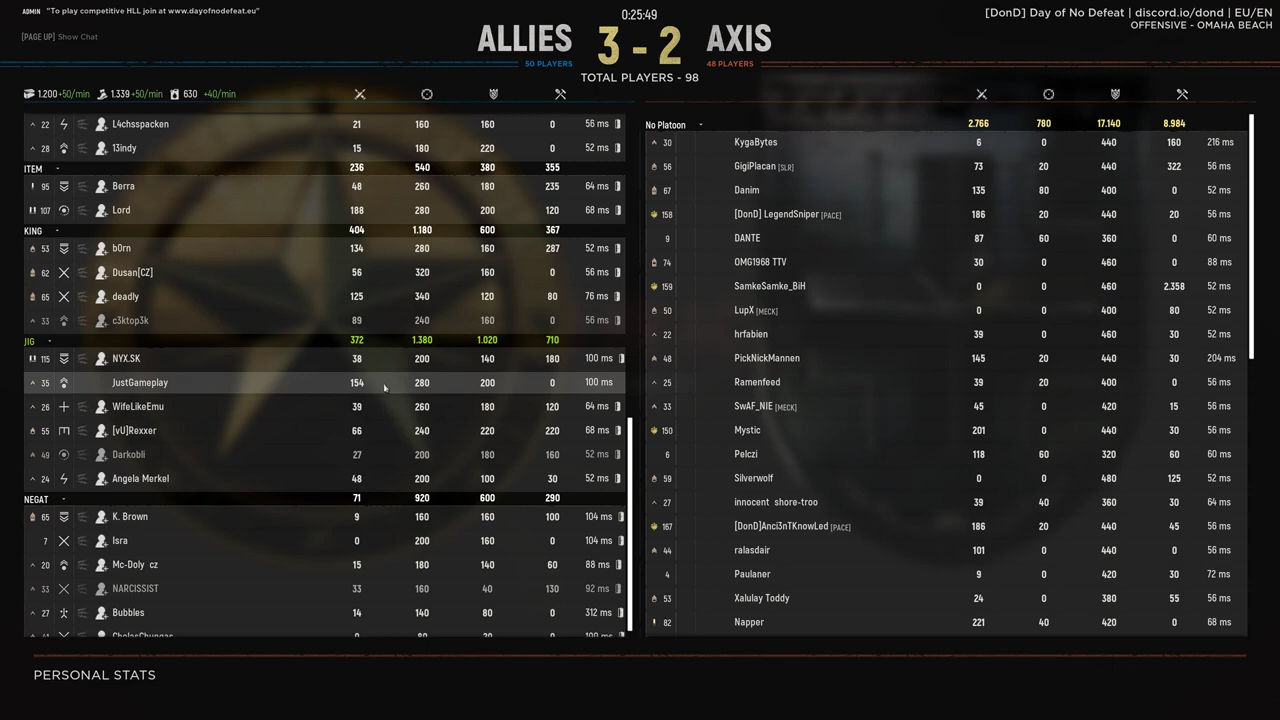 ADMIN "To play competitive HLL join at www.dayofnodefeat.eu"
[PAGE UP] Show Chat
0:25:49
ALLIES 3 - 2 AXIS
50 PLAYERS 48 PLAYERS
TOTAL PLAYERS - 98
[DonD] Day of No Defeat | discord.io/dond | EU/EN
OFFENSIVE - OMAHA BEACH
1.200 +50/min 1.339 +50/min 630 +40/min
22 L4chsspacken 21 160 160 0 56 ms
28 13indy 15 180 220 0 52 ms
ITEM - 236 540 380 355
95 Berra 48 260 180 235 64 ms
107 Lord 188 280 200 120 68 ms
KING - 404 1.180 600 367
53 b0rn 134 280 160 287 52 ms
62 Dusan[CZ] 56 320 160 0 56 ms
65 deadly 125 340 120 80 76 ms
33 c3ktop3k 89 240 160 0 56 ms
JIG - 372 1.380 1.020 710
115 NYX.SK 38 200 140 180 100 ms
35 JustGameplay 154 280 200 0 100 ms
26 WifeLikeEmu 39 260 180 120 64 ms
55 [vU]Rexxer 66 240 220 220 68 ms
49 Darkobli 27 200 180 160 52 ms
24 Angela Merkel 48 200 100 30 52 ms
NEGAT - 71 920 600 290
65 K. Brown 9 160 160 100 104 ms
7 Isra 0 200 160 0 104 ms
20 Mc-Doly cz 15 180 140 60 88 ms
33 NARCISSIST 33 160 40 130 92 ms
27 Bubbles 14 140 80 0 312 ms
No Platoon - 2.766 780 17.140 8.984
30 KygaBytes 6 0 440 160 216 ms
56 GigiPlacan [SLR] 73 20 440 322 56 ms
67 Danim 135 80 400 0 52 ms
158 [DonD] LegendSniper [PACE] 186 20 440 20 56 ms
9 DANTE 87 60 360 0 60 ms
74 OMG1968 TTV 30 0 460 0 88 ms
159 SamkeSamke_BiH 0 0 460 2.358 52 ms
50 LupX [MECK] 0 0 400 80 52 ms
22 hrfabien 39 0 460 30 52 ms
48 PickNickMannen 145 20 440 30 204 ms
25 Ramenfeed 39 20 400 0 56 ms
33 SwAF_NIE [MECK] 45 0 420 15 56 ms
150 Mystic 201 0 440 30 56 ms
6 Pelczi 118 60 320 60 60 ms
59 Silverwolf 0 0 480 125 52 ms
27 innocent shore-troo 39 40 360 30 64 ms
167 [DonD]Anci3nTKnowLed [PACE] 186 20 440 45 56 ms
44 ralasdair 101 0 440 0 56 ms
4 Paulaner 9 0 420 30 72 ms
53 Xalulay Toddy 24 0 380 55 56 ms
82 Napper 221 40 420 0 68 ms
PERSONAL STATS